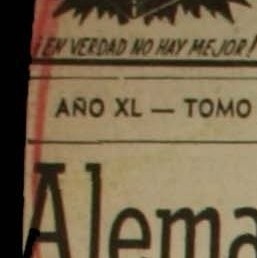 ¡EN VERDAD NO HAY MEJOR!
AÑO XL — TOMO
Alema